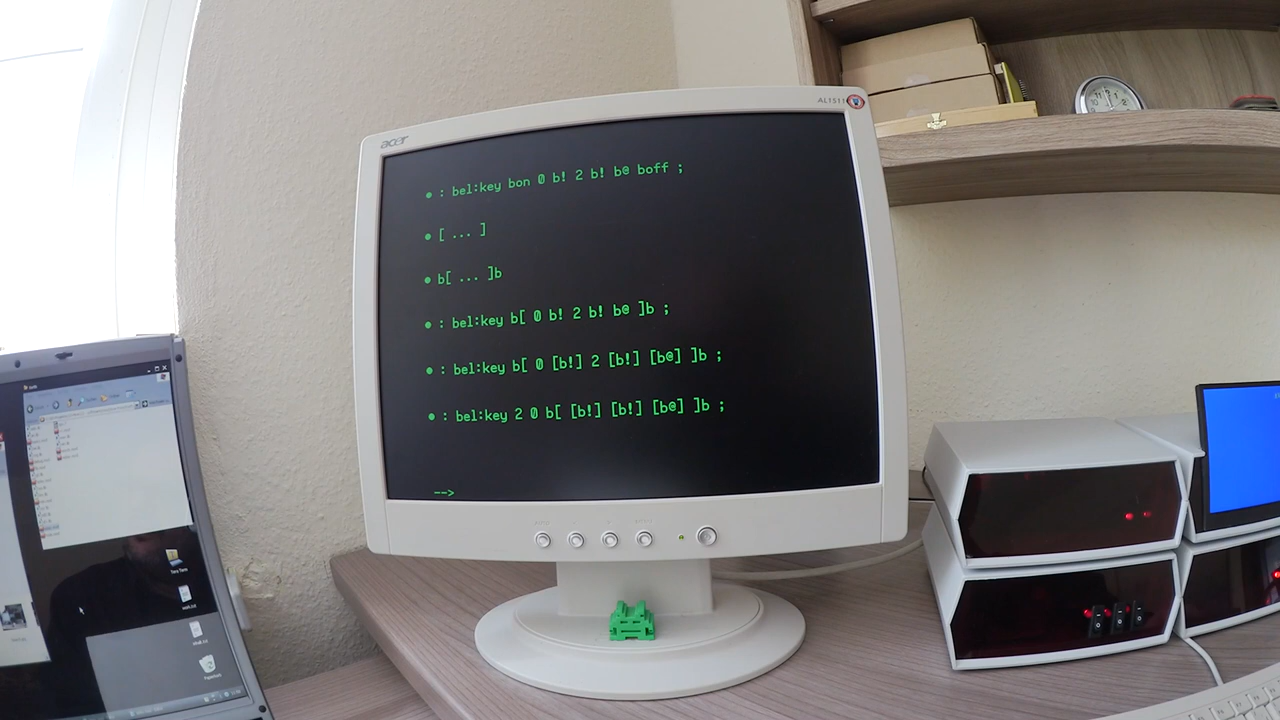 acer
AL1511
• : bel:key bon 0 b! 2 b! b@ boff ;
• [ ... ]
• b[ ... ]b
• : bel:key b[ 0 b! 2 b! b@ ]b ;
• : bel:key b[ 0 [b!] 2 [b!] [b@] ]b ;
• : bel:key 2 0 b[ [b!] [b!] [b@] ]b ;
-->